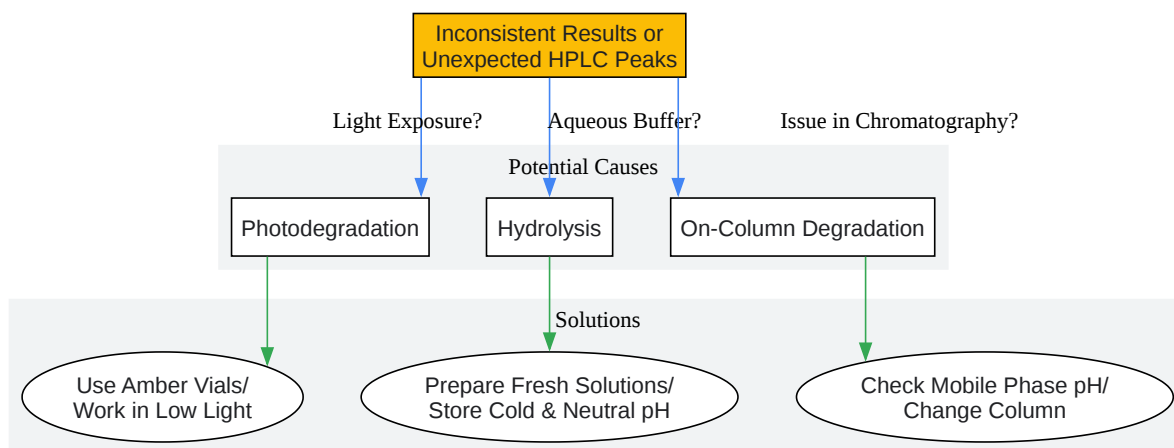 Inconsistent Results or
Unexpected HPLC Peaks
Light Exposure?
Aqueous Buffer?
Issue in Chromatography?
Potential Causes
Photodegradation
Hydrolysis
On-Column Degradation
Solutions
Use Amber Vials/
Work in Low Light
Prepare Fresh Solutions/
Store Cold & Neutral pH
Check Mobile Phase pH/
Change Column